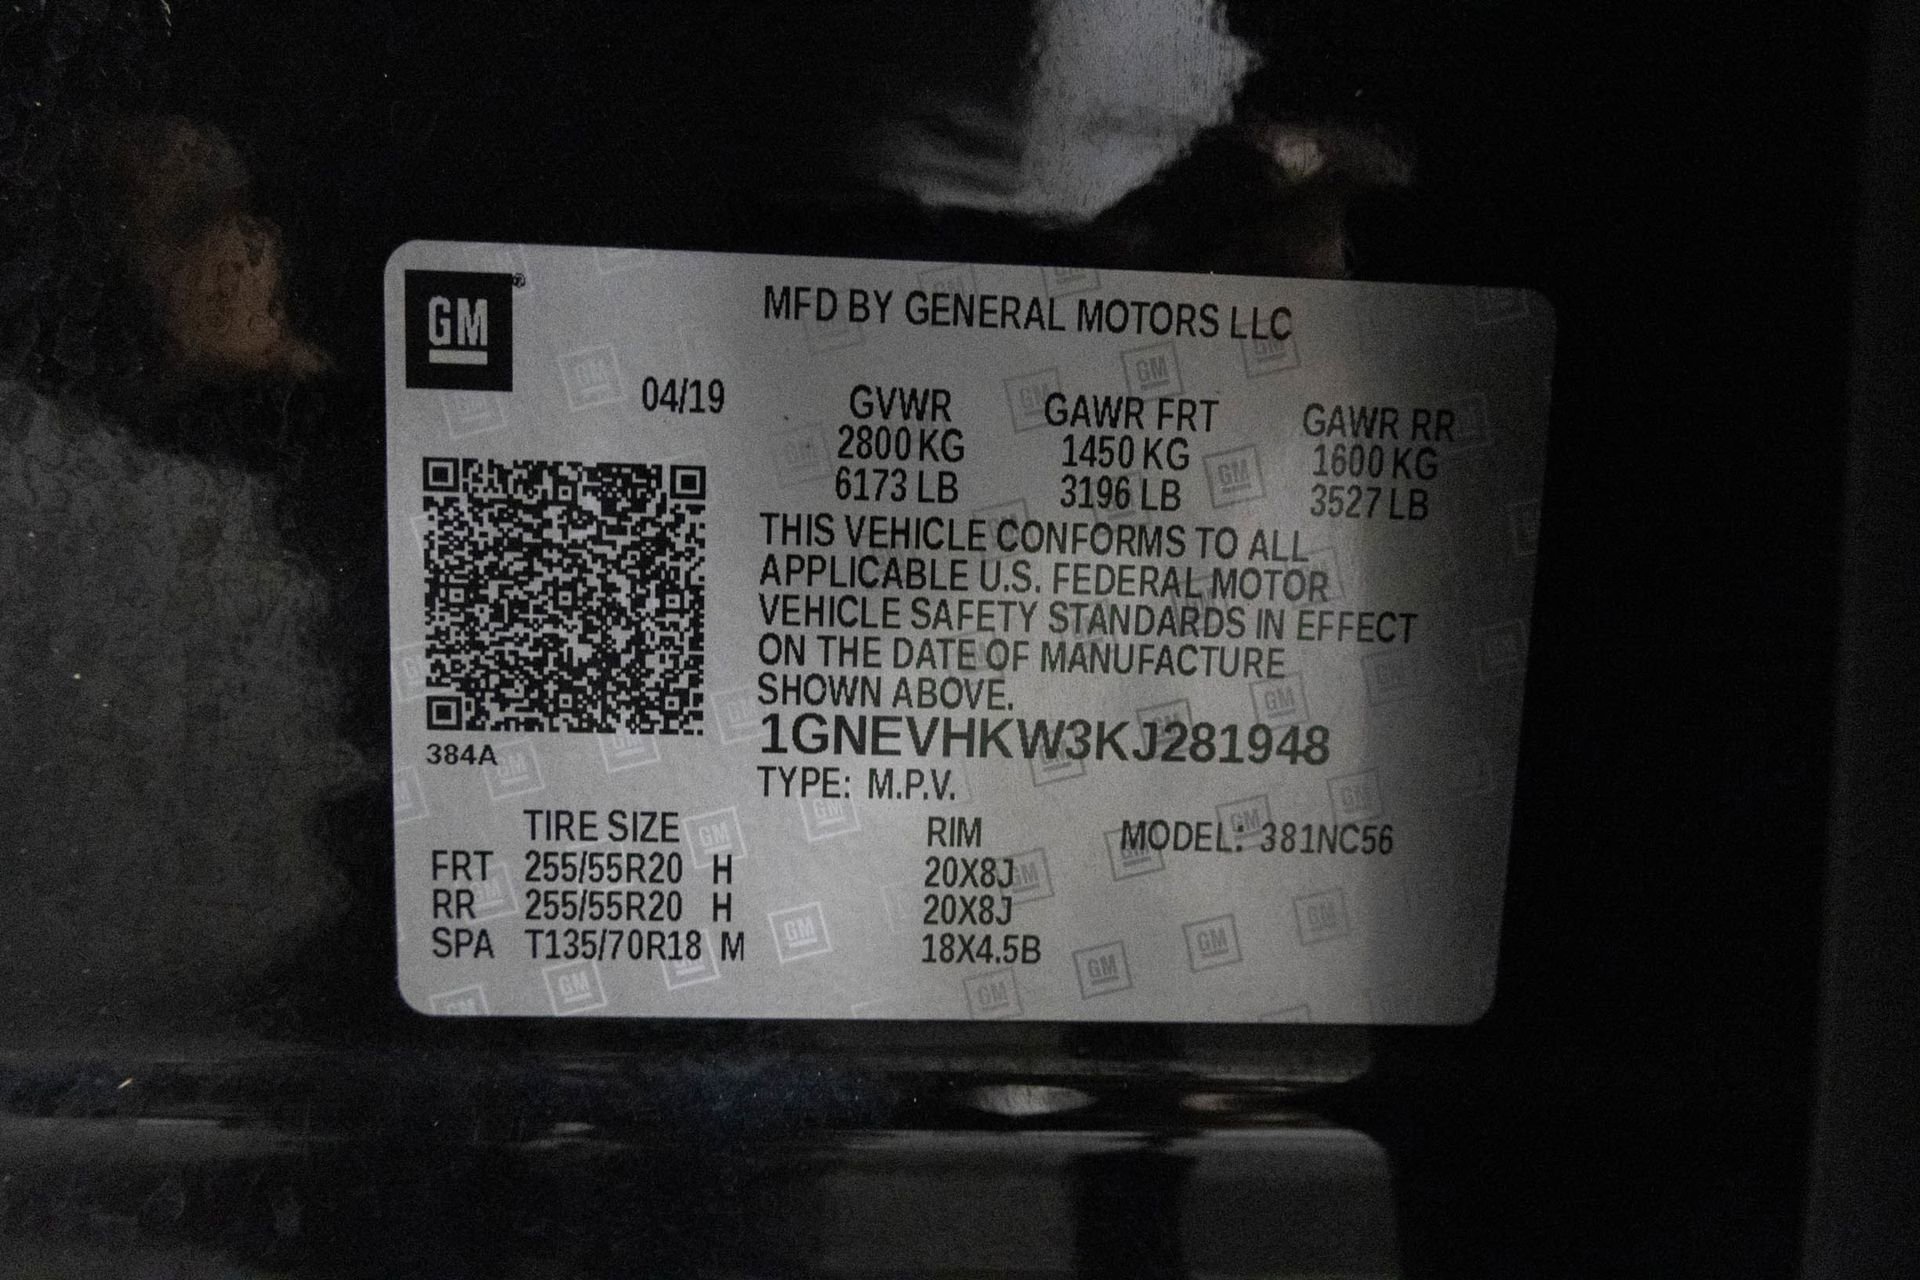 GM®
MFD BY GENERAL MOTORS LLC
04/19
GVWR GAWR FRT GAWR RR
2800 KG 1450 KG 1600 KG
6173 LB 3196 LB 3527 LB
THIS VEHICLE CONFORMS TO ALL
APPLICABLE U.S. FEDERAL MOTOR
VEHICLE SAFETY STANDARDS IN EFFECT
ON THE DATE OF MANUFACTURE
SHOWN ABOVE.
1GNEVHKW3KJ281948
384A
TYPE: M.P.V.
TIRE SIZE RIM MODEL: 381NC56
FRT 255/55R20 H 20X8J
RR 255/55R20 H 20X8J
SPA T135/70R18 M 18X4.5B